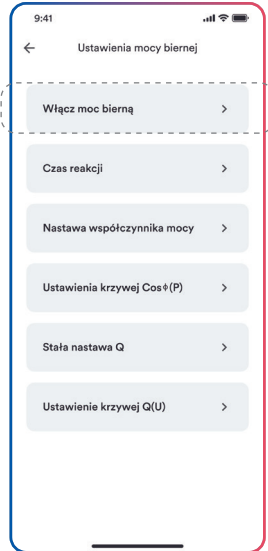 9:41
Ustawienia mocy biernej
Włącz moc bierną
Czas reakcji
Nastawa współczynnika mocy
Ustawienia krzywej Cosᶲ(P)
Stała nastawa Q
Ustawienie krzywej Q(U)